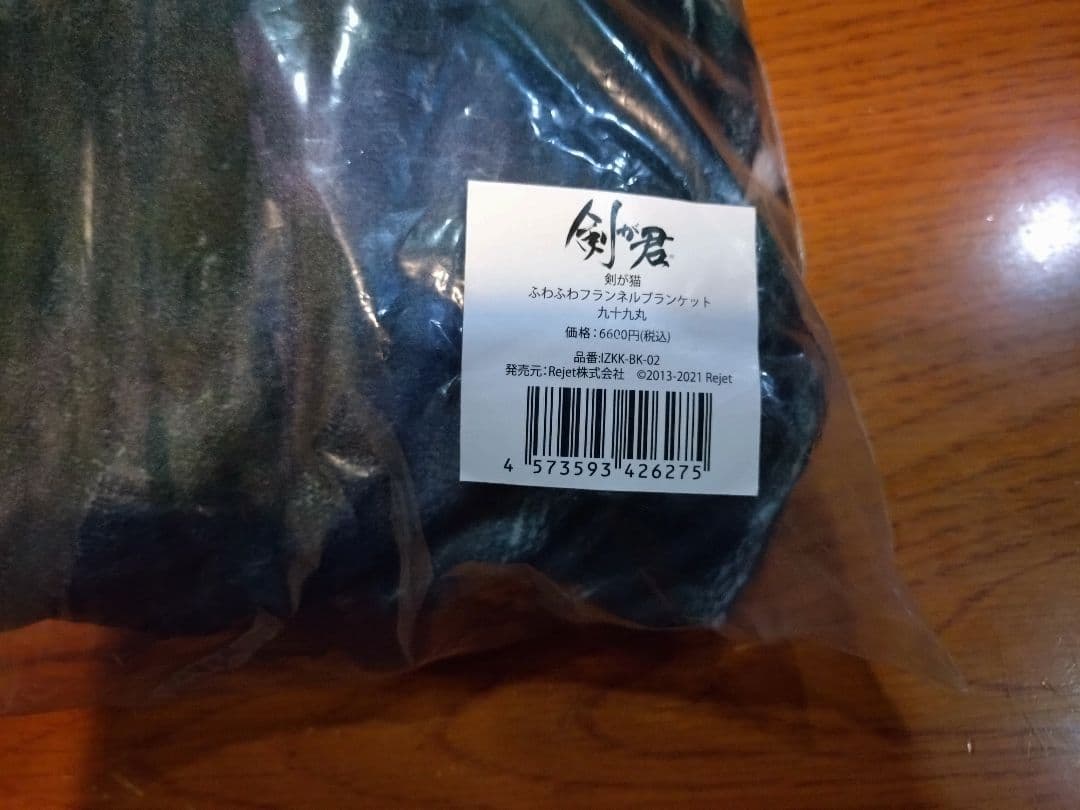 剣が君
剣が猫
ふわふわフランネルブランケット
九十九丸
価格:6600円(税込)
品番:IZKK-BK-02
発売元:Rejet株式会社 ©2013-2021 Rejet
4 573593 426275